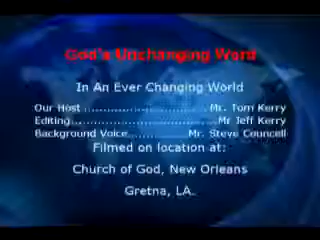 God's Unchanging Word
In An Ever Changing World
Our Host ................................ Mr. Tom Kerry
Editing......................................Mr Jeff Kerry
Background Voice...............Mr. Steve Councell
Filmed on location at:
Church of God, New Orleans
Gretna, LA.